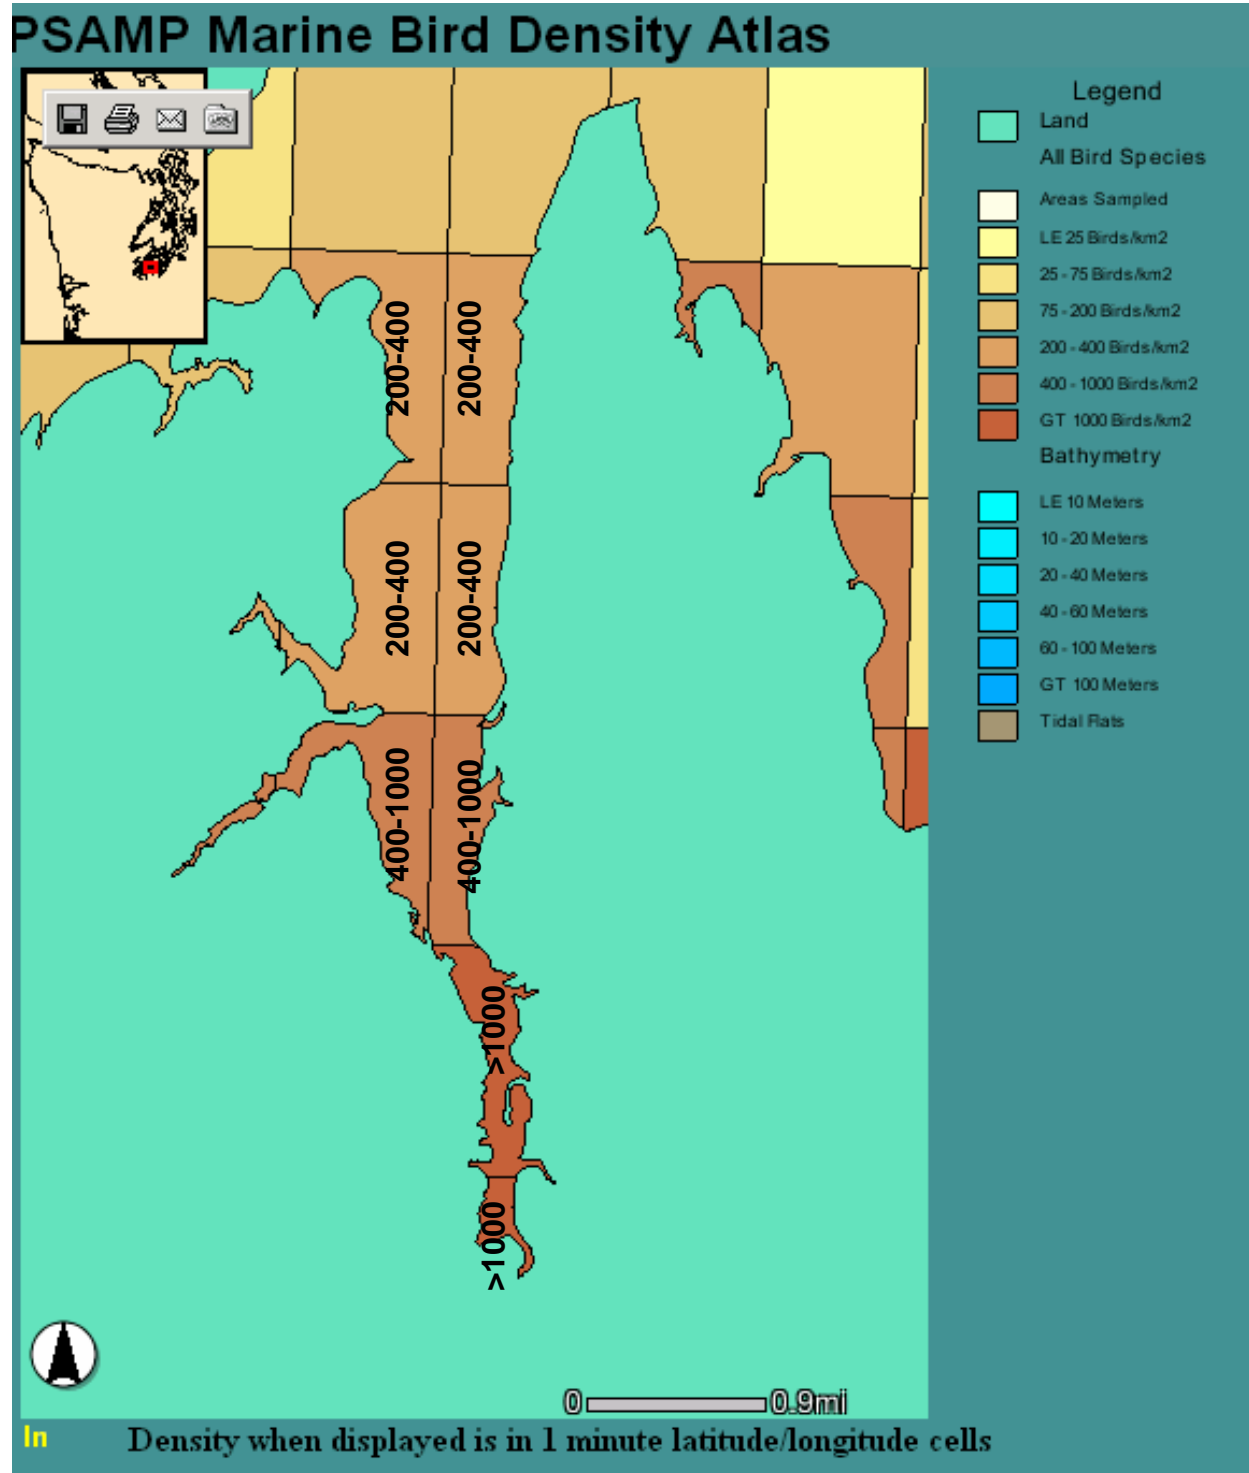 PSAMP Marine Bird Density Atlas
Legend
Land
All Bird Species
Areas Sampled
LE 25 Birds/km2
25 - 75 Birds/km2
75 - 200 Birds/km2
200 - 400 Birds/km2
400 - 1000 Birds/km2
GT 1000 Birds/km2
Bathymetry
LE 10 Meters
10 - 20 Meters
20 - 40 Meters
40 - 60 Meters
60 - 100 Meters
GT 100 Meters
Tidal Flats
200-400
200-400
200-400
200-400
400-1000
400-1000
>1000
>1000
0 0.9mi
In
Density when displayed is in 1 minute latitude/longitude cells